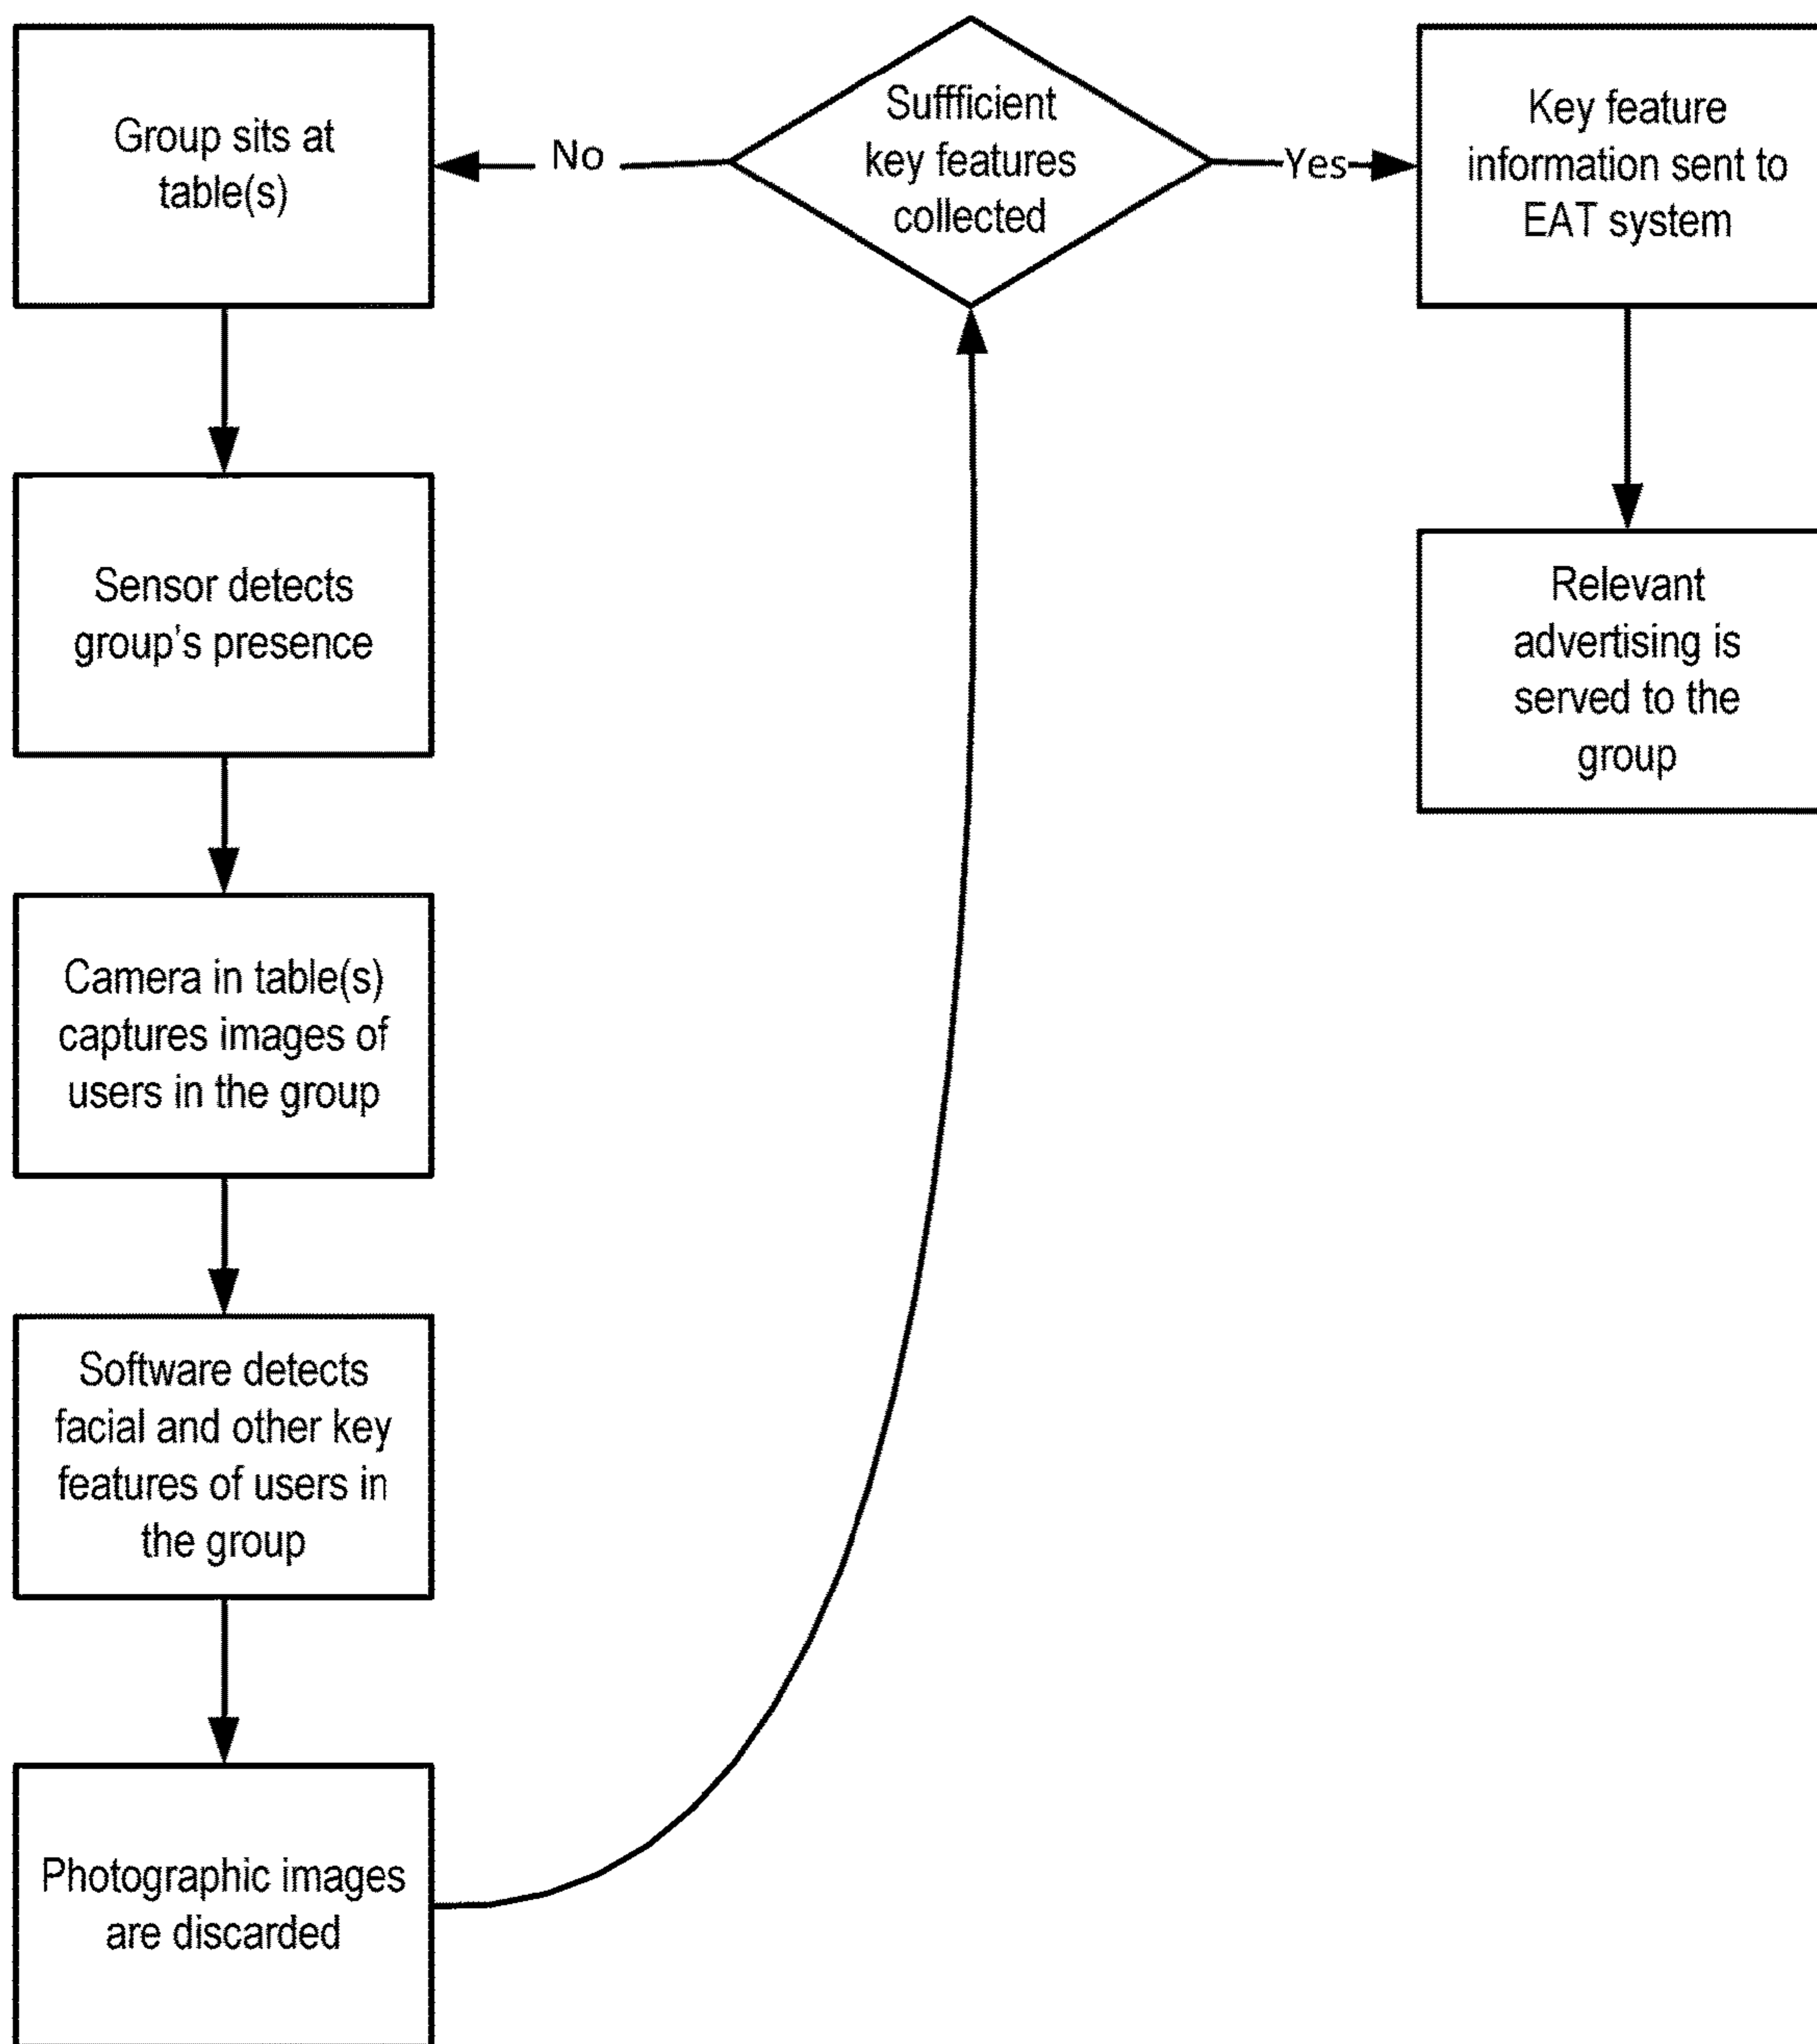 Group sits at
table(s)
Sensor detects
group's presence
Camera in table(s)
captures images of
users in the group
Software detects
facial and other key
features of users in
the group
Photographic images
are discarded
Suffficient
key features
collected
No
Yes
Key feature
information sent to
EAT system
Relevant
advertising is
served to the
group